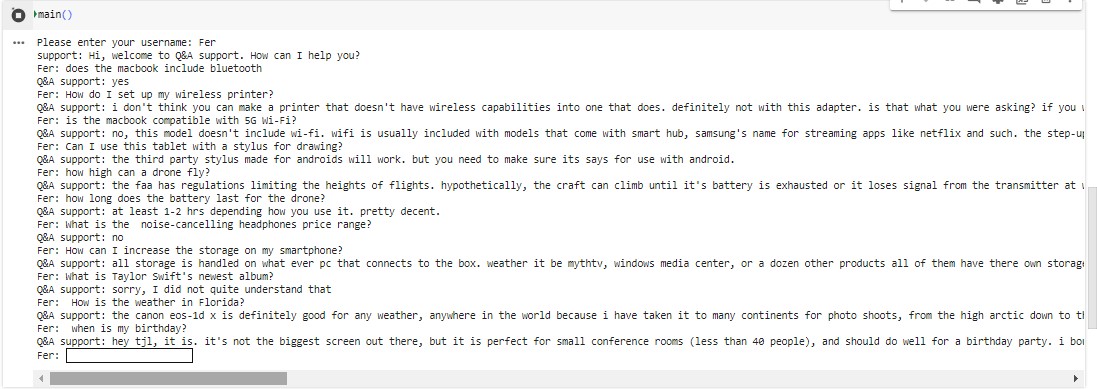 main()
Please enter your username: Fer
support: Hi, welcome to Q&A support. How can I help you?
Fer: does the macbook include bluetooth
Q&A support: yes
Fer: How do I set up my wireless printer?
Q&A support: i don't think you can make a printer that doesn't have wireless capabilities into one that does. definitely not with this adapter. is that what you were asking? if you
Fer: is the macbook compatible with 5G Wi-Fi?
Q&A support: no, this model doesn't include wi-fi. wifi is usually included with models that come with smart hub, samsung's name for streaming apps like netflix and such. the step-up
Fer: Can I use this tablet with a stylus for drawing?
Q&A support: the third party stylus made for androids will work. but you need to make sure its says for use with android.
Fer: how high can a drone fly?
Q&A support: the faa has regulations limiting the heights of flights. hypothetically, the craft can climb until it's battery is exhausted or it loses signal from the transmitter at
Fer: how long does the battery last for the drone?
Q&A support: at least 1-2 hrs depending how you use it. pretty decent.
Fer: What is the  noise-cancelling headphones price range?
Q&A support: no
Fer: How can I increase the storage on my smartphone?
Q&A support: all storage is handled on what ever pc that connects to the box. weather it be mythtv, windows media center, or a dozen other products all of them have there own storage
Fer: What is Taylor Swift's newest album?
Q&A support: sorry, I did not quite understand that
Fer:  How is the weather in Florida?
Q&A support: the canon eos-1d x is definitely good for any weather, anywhere in the world because i have taken it to many continents for photo shoots, from the high arctic down to
Fer:  when is my birthday?
Q&A support: hey tjl, it is. it's not the biggest screen out there, but it is perfect for small conference rooms (less than 40 people), and should do well for a birthday party. i
Fer: